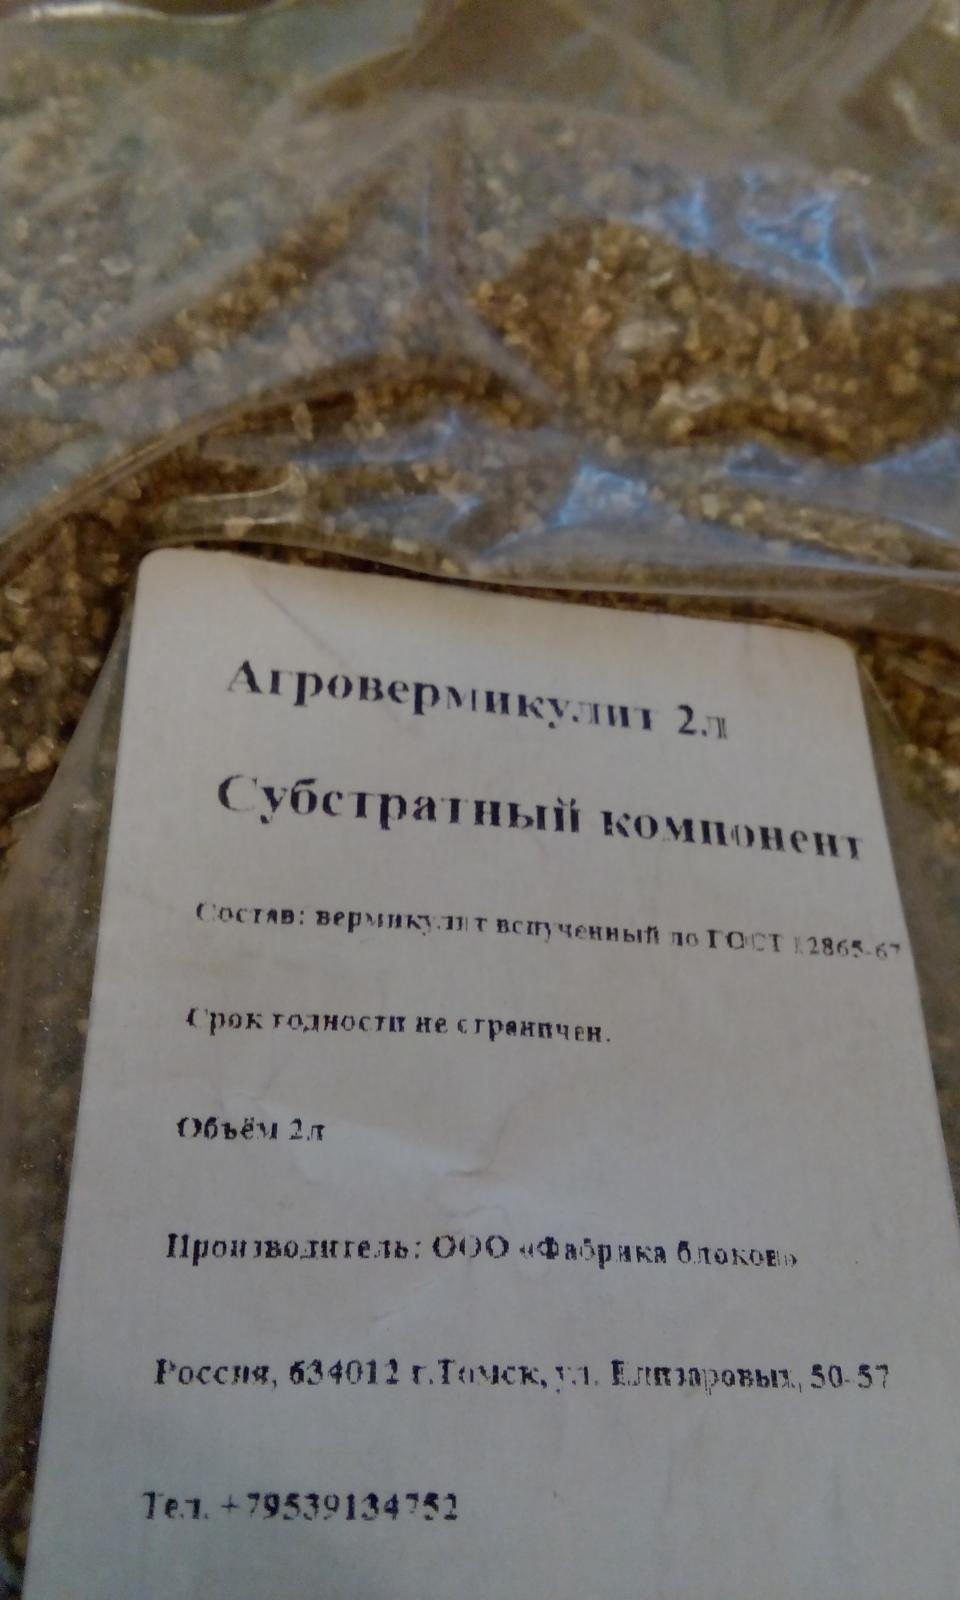 Агровермикулит 2л
Субстратный компонент
Состав: вермикулит вспученный по ГОСТ 12865-67
Срок годности не ограничен.
Объём 2л
Производитель: ООО «Фабрика блоков»
Россия, 634012 г.Томск, ул. Елизаровых, 50-57
Тел. +79539134752